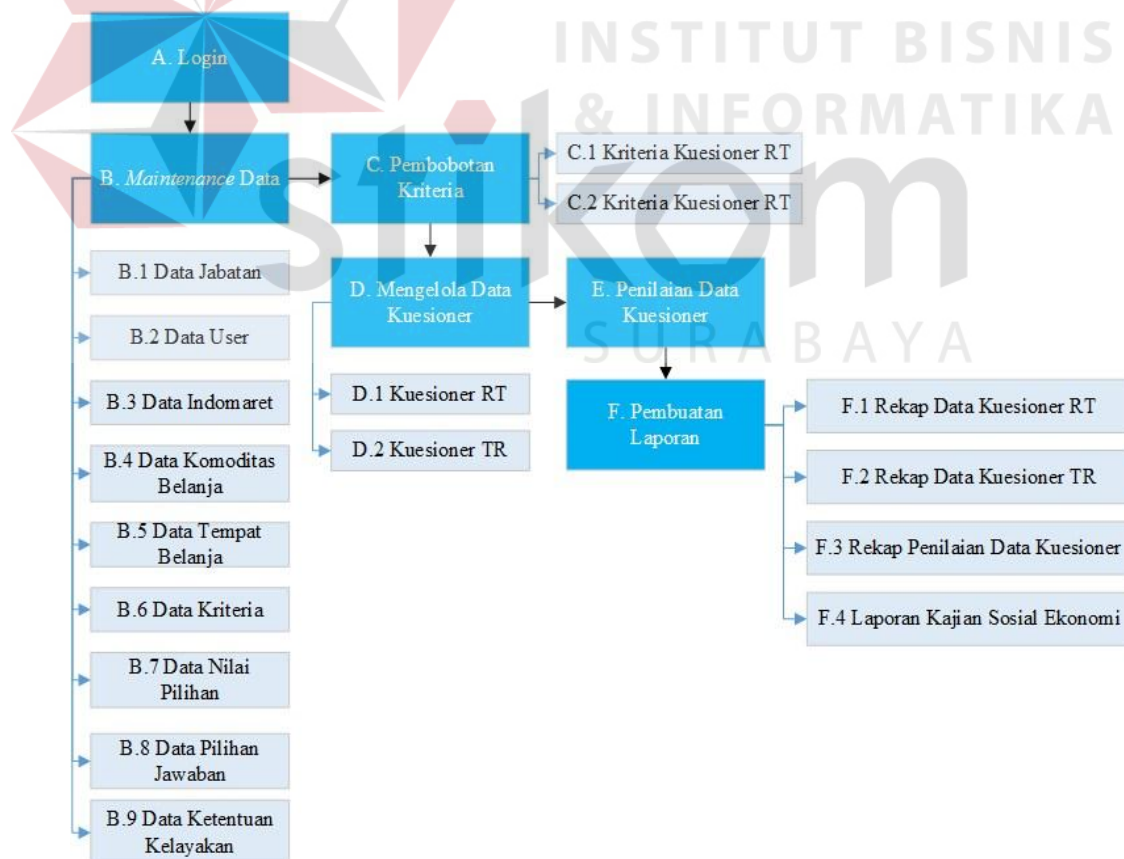 INSTITUT BISNIS
& INFORMATIKA
stikom
SURABAYA
A. Login
B. Maintenance Data
B.1 Data Jabatan
B.2 Data User
B.3 Data Indomaret
B.4 Data Komoditas
Belanja
B.5 Data Tempat
Belanja
B.6 Data Kriteria
B.7 Data Nilai
Pilihan
B.8 Data Pilihan
Jawaban
B.9 Data Ketentuan
Kelayakan
C. Pembobotan
Kriteria
C.1 Kriteria Kuesioner RT
C.2 Kriteria Kuesioner RT
D. Mengelola Data
Kuesioner
D.1 Kuesioner RT
D.2 Kuesioner TR
E. Penilaian Data
Kuesioner
F. Pembuatan
Laporan
F.1 Rekap Data Kuesioner RT
F.2 Rekap Data Kuesioner TR
F.3 Rekap Penilaian Data Kuesioner
F.4 Laporan Kajian Sosial Ekonomi